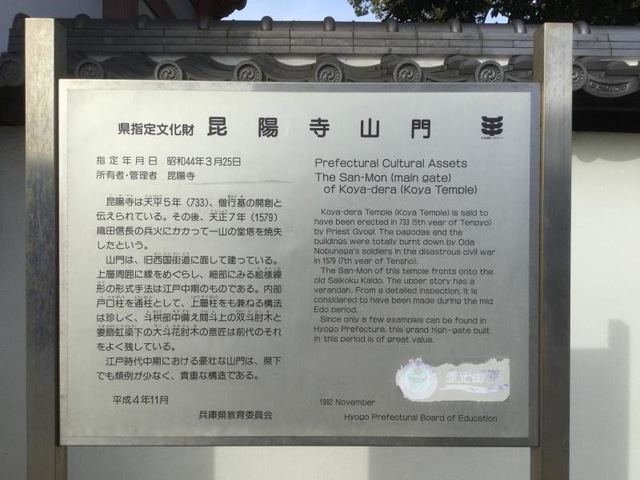 県指定文化財 昆陽寺山門
指定年月日 昭和44年3月25日
所有者・管理者 昆陽寺
昆陽寺は天平5年（733）、僧行基の開創と
伝えられている。その後、天正7年（1579）
織田信長の兵火にかかって一山の堂塔を焼失
したという。
山門は、旧西国街道に面して建っている。
上層周囲に縁をめぐらし、細部にみる絵様繰
形の形式手法は江戸中期のものである。内部
戸口柱を通柱として、上層柱をも兼ねる構法
は珍しく、斗栱部中備え間斗上の双斗肘木と
妻飾虹梁下の大斗花肘木の意匠は前代のそれ
をよく残している。
江戸時代中期における豪壮な山門は、県下
でも類例が少なく、貴重な構造である。
平成4年11月
兵庫県教育委員会
Prefectural Cultural Assets
The San-Mon (main gate)
of Koya-dera (Koya Temple)
Koya-dera Temple (Koya Temple) is said to
have been erected in 733 (5th year of Tenpyo)
by Priest Gyogi. The pagodas and the
buildings were totally burnt down by Oda
Nobunaga's soldiers in the disastrous civil war
in 1579 (7th year of Tensho).
The San-Mon of this temple fronts onto the
old Saikoku Kaido. The upper story has a
verandah. From a detailed inspection, it is
considered to have been made during the mid
Edo period.
Since only a few examples can be found in
Hyogo Prefecture, this grand high-gate built
in this period is of great value.
1992 November
Hyogo Prefectural Board of Education